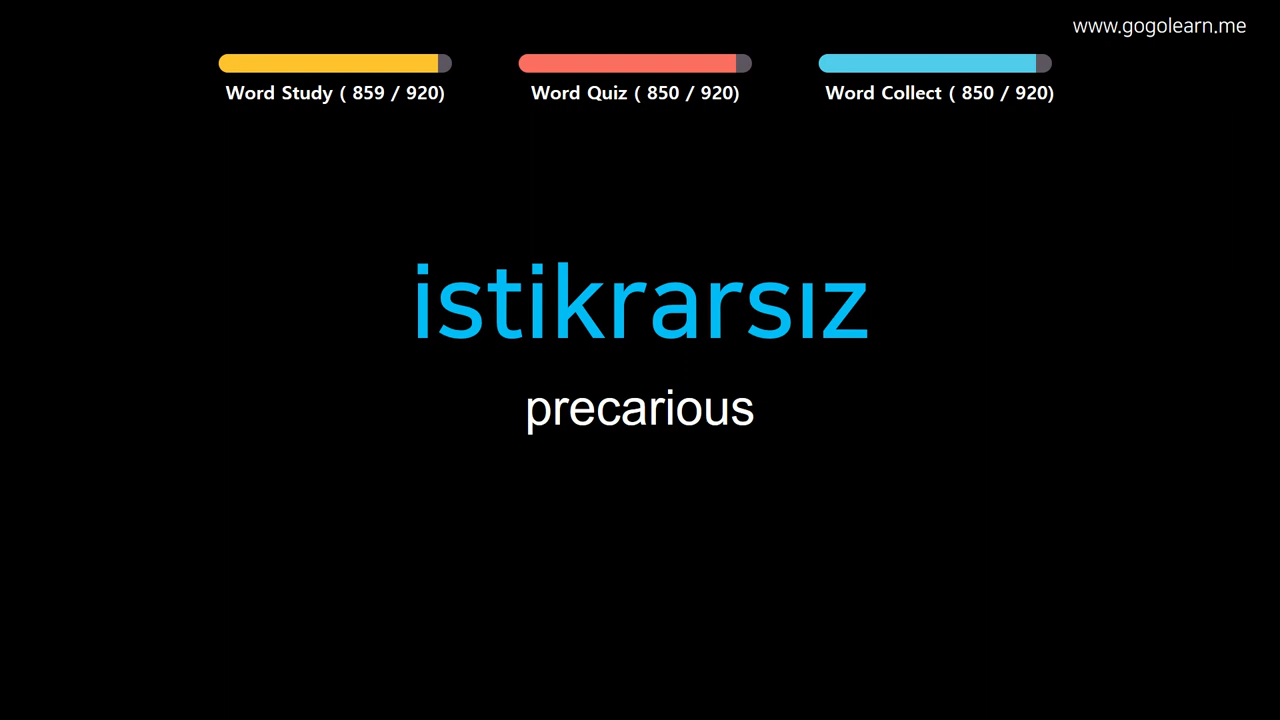 www.gogolearn.me
Word Study ( 859 / 920)
Word Quiz ( 850 / 920)
Word Collect ( 850 / 920)
istikrarsız
precarious